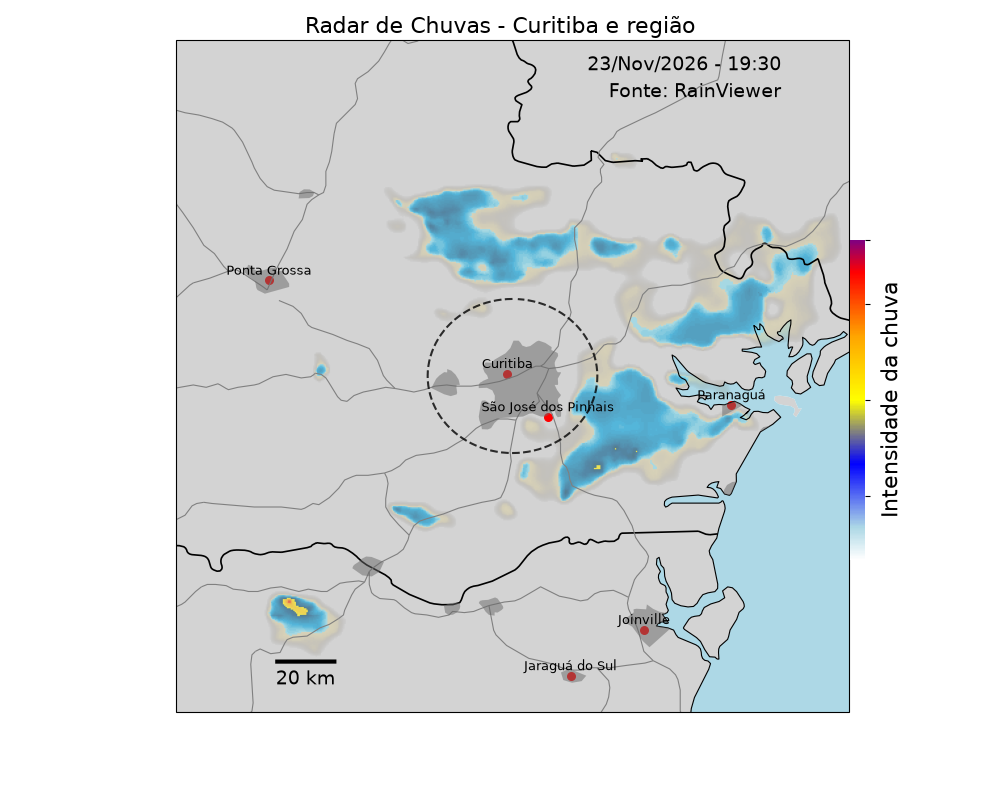 Radar de Chuvas - Curitiba e região
23/Nov/2026 - 19:30
Fonte: RainViewer
Ponta Grossa
Curitiba
Paranaguá
São José dos Pinhais
Intensidade da chuva
Joinville
Jaraguá do Sul
20 km